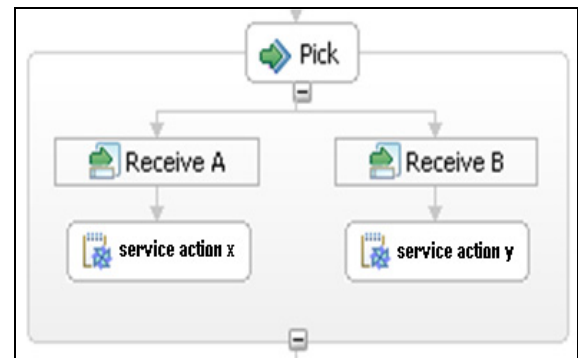 Pick
Receive A
Receive B
service action x
service action y